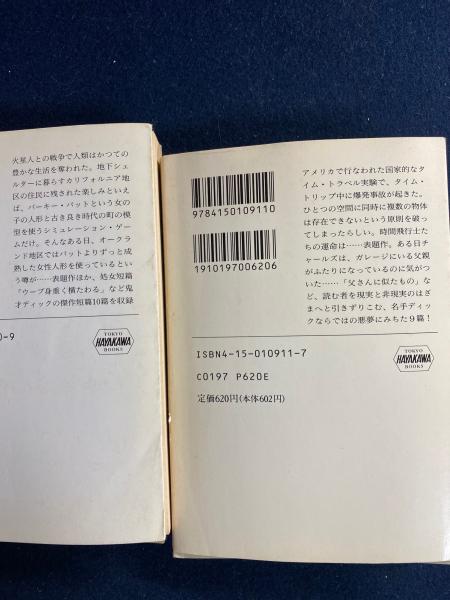 火星人との戦争で人類はかつての
豊かな生活を奪われた。地下シェ
ルターに暮らすカリフォルニア地
区の住民に残された楽しみといえ
ば、パーキー・パットという女の
子の人形と古き良き時代の町の模
型を使うシミュレーション・ゲー
ムだけ。そんなある日、オークラ
ンド地区ではパットよりずっと成
熟した女性人形を使っているとい
う噂が……表題作ほか、処女短篇
「ウーブ身重く横たわる」など鬼
才ディックの傑作短篇10篇を収録
0-9
TOKYO
HAYAKAWA
BOOKS
9784150109110
1910197006206
アメリカで行なわれた国家的なタ
イム・トラベル実験で、タイム・
トリップ中に爆発事故が起きた。
ひとつの空間に同時に複数の物体
は存在できないという原則を破っ
てしまったらしい。時間飛行士た
ちの運命は……表題作。ある日チ
ャールズは、ガレージにいる父親
がふたりになっているのに気がつ
いた……「父さんに似たもの」な
ど、読む者を現実と非現実のはざ
まへと引きずりこむ、名手ディッ
クならではの悪夢にみちた9篇！
ISBN4-15-010911-7
C0197 P620E
定価620円(本体602円)
TOKYO
HAYAKAWA
BOOKS